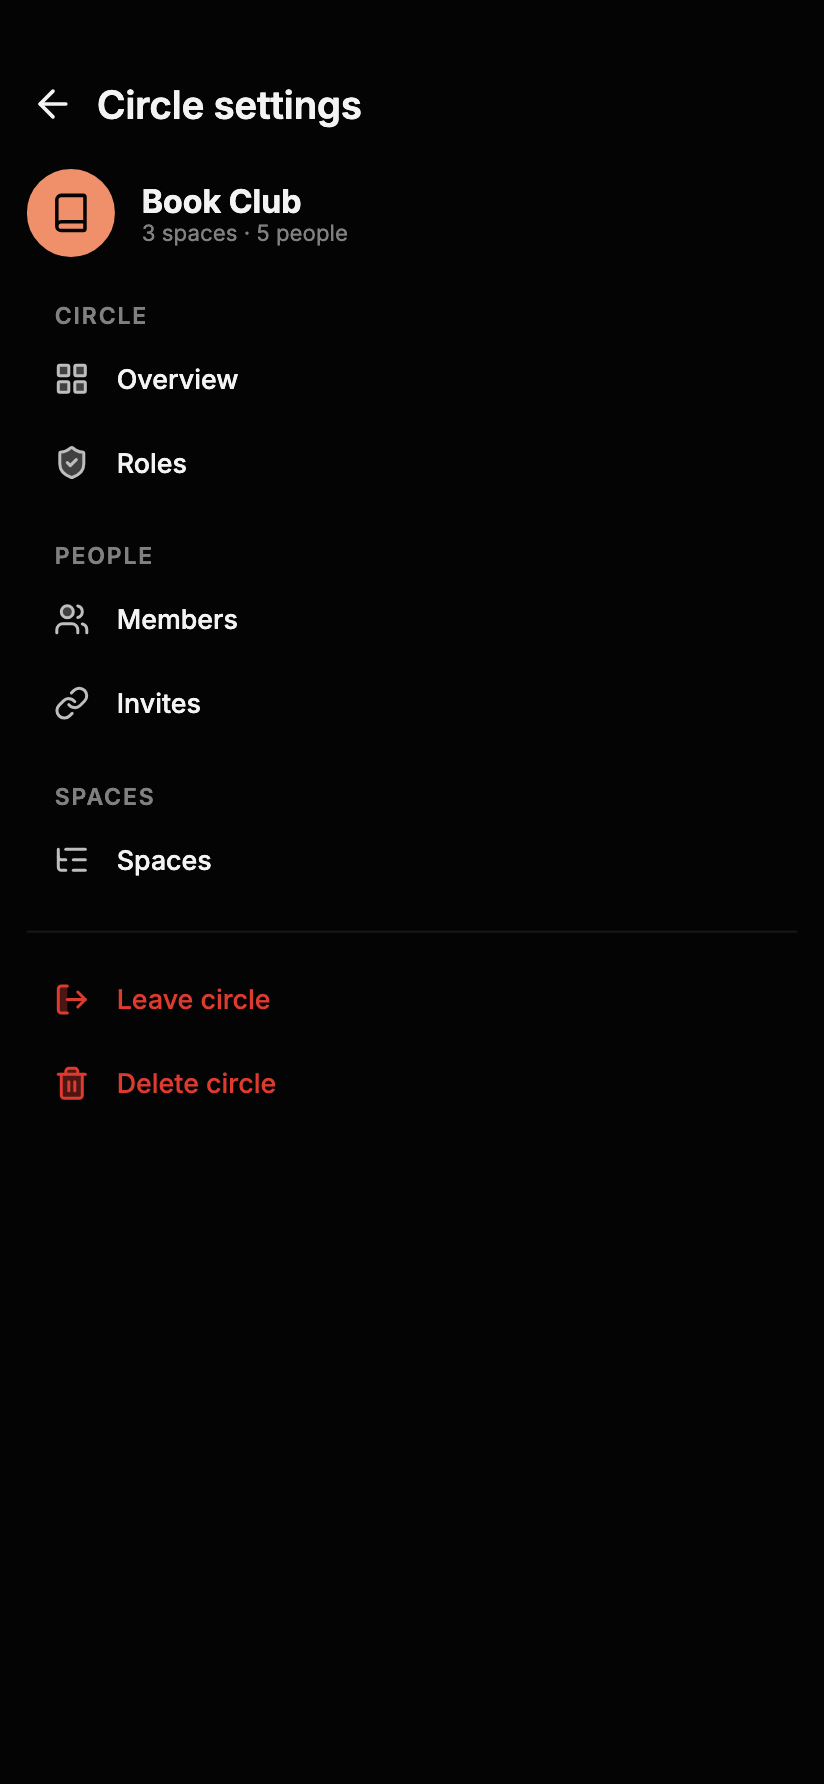 Circle settings
Book Club
3 spaces · 5 people
CIRCLE
Overview
Roles
PEOPLE
Members
Invites
SPACES
Spaces
Leave circle
Delete circle